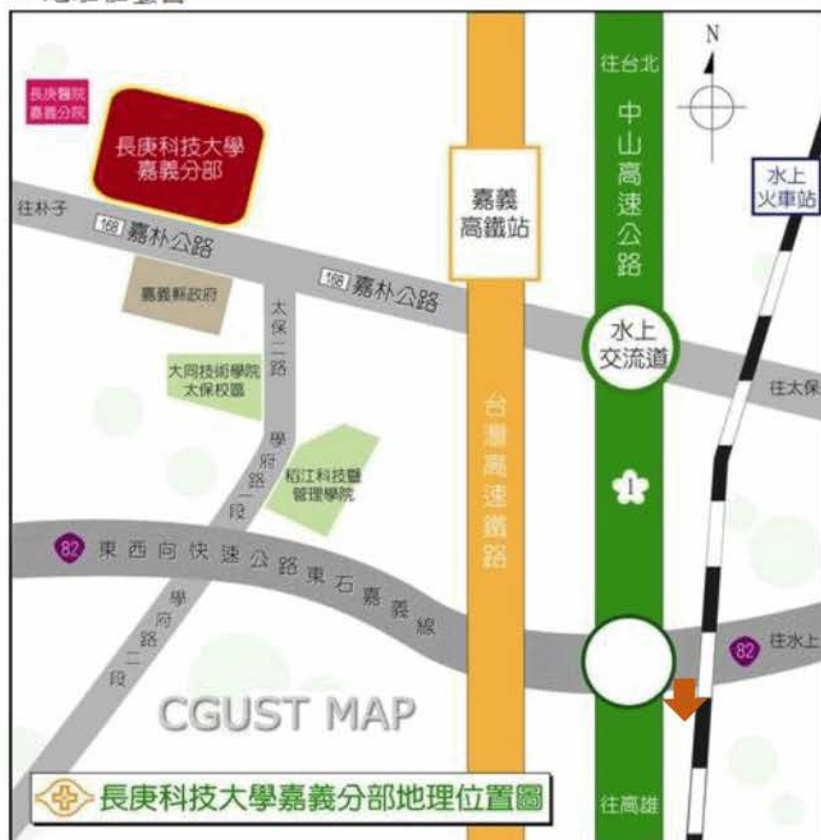 N
往台北
中山高速公路
長庚醫院
嘉義分院
長庚科技大學
嘉義分部
水上
火車站
嘉義
高鐵站
往朴子
168 嘉朴公路
168 嘉朴公路
嘉義縣政府
太保二路
水上
交流道
大同技術學院
太保校區
往太保
台灣高速鐵路
學府路一段
稻江科技暨
管理學院
1
82 東西向快速公路東石嘉義線
學府路二段
82 往水上
CGUST MAP
長庚科技大學嘉義分部地理位置圖
往高雄